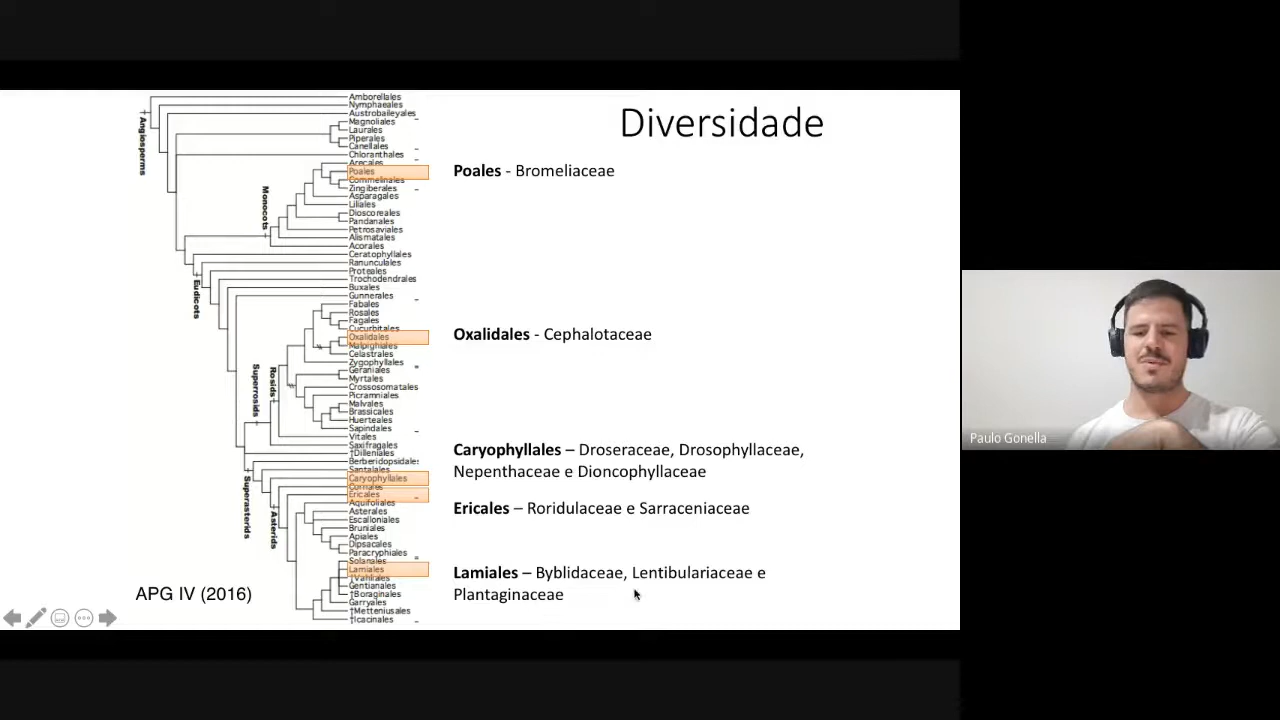 Diversidade
Amborellales
Nymphaeales
Austrobaileyales
Magnoliales
Laurales
Piperales
Canellales
Chloranthales
Arecales
Poales
Commelinales
Zingiberales
Asparagales
Liliales
Dioscoreales
Pandanales
Petrosaviales
Alismatales
Acorales
Ceratophyllales
Ranunculales
Proteales
Trochodendrales
Buxales
Gunnerales
Fabales
Rosales
Fagales
Cucurbitales
Oxalidales
Malpighiales
Celastrales
Zygophyllales
Geraniales
Myrtales
Crossosomatales
Picramniales
Malvales
Brassicales
Huerteales
Sapindales
Vitales
Saxifragales
†Dilleniales
Berberidopsidales
Santalales
Caryophyllales
Cornales
Ericales
Aquifoliales
Asterales
Escalloniales
Bruniales
Apiales
Dipsacales
Paracryphiales
Solanales
Lamiales
†Vahliales
Gentianales
†Boraginales
Garryales
†Metteniusales
†Icacinales
Angiosperms
Monocots
Eudicots
Superrosids
Rosids
Superasterids
Asterids
Poales - Bromeliaceae
Oxalidales - Cephalotaceae
Caryophyllales – Droseraceae, Drosophyllaceae,
Nepenthaceae e Dioncophyllaceae
Ericales – Roridulaceae e Sarraceniaceae
Lamiales – Byblidaceae, Lentibulariaceae e
Plantaginaceae
APG IV (2016)
Paulo Gonella